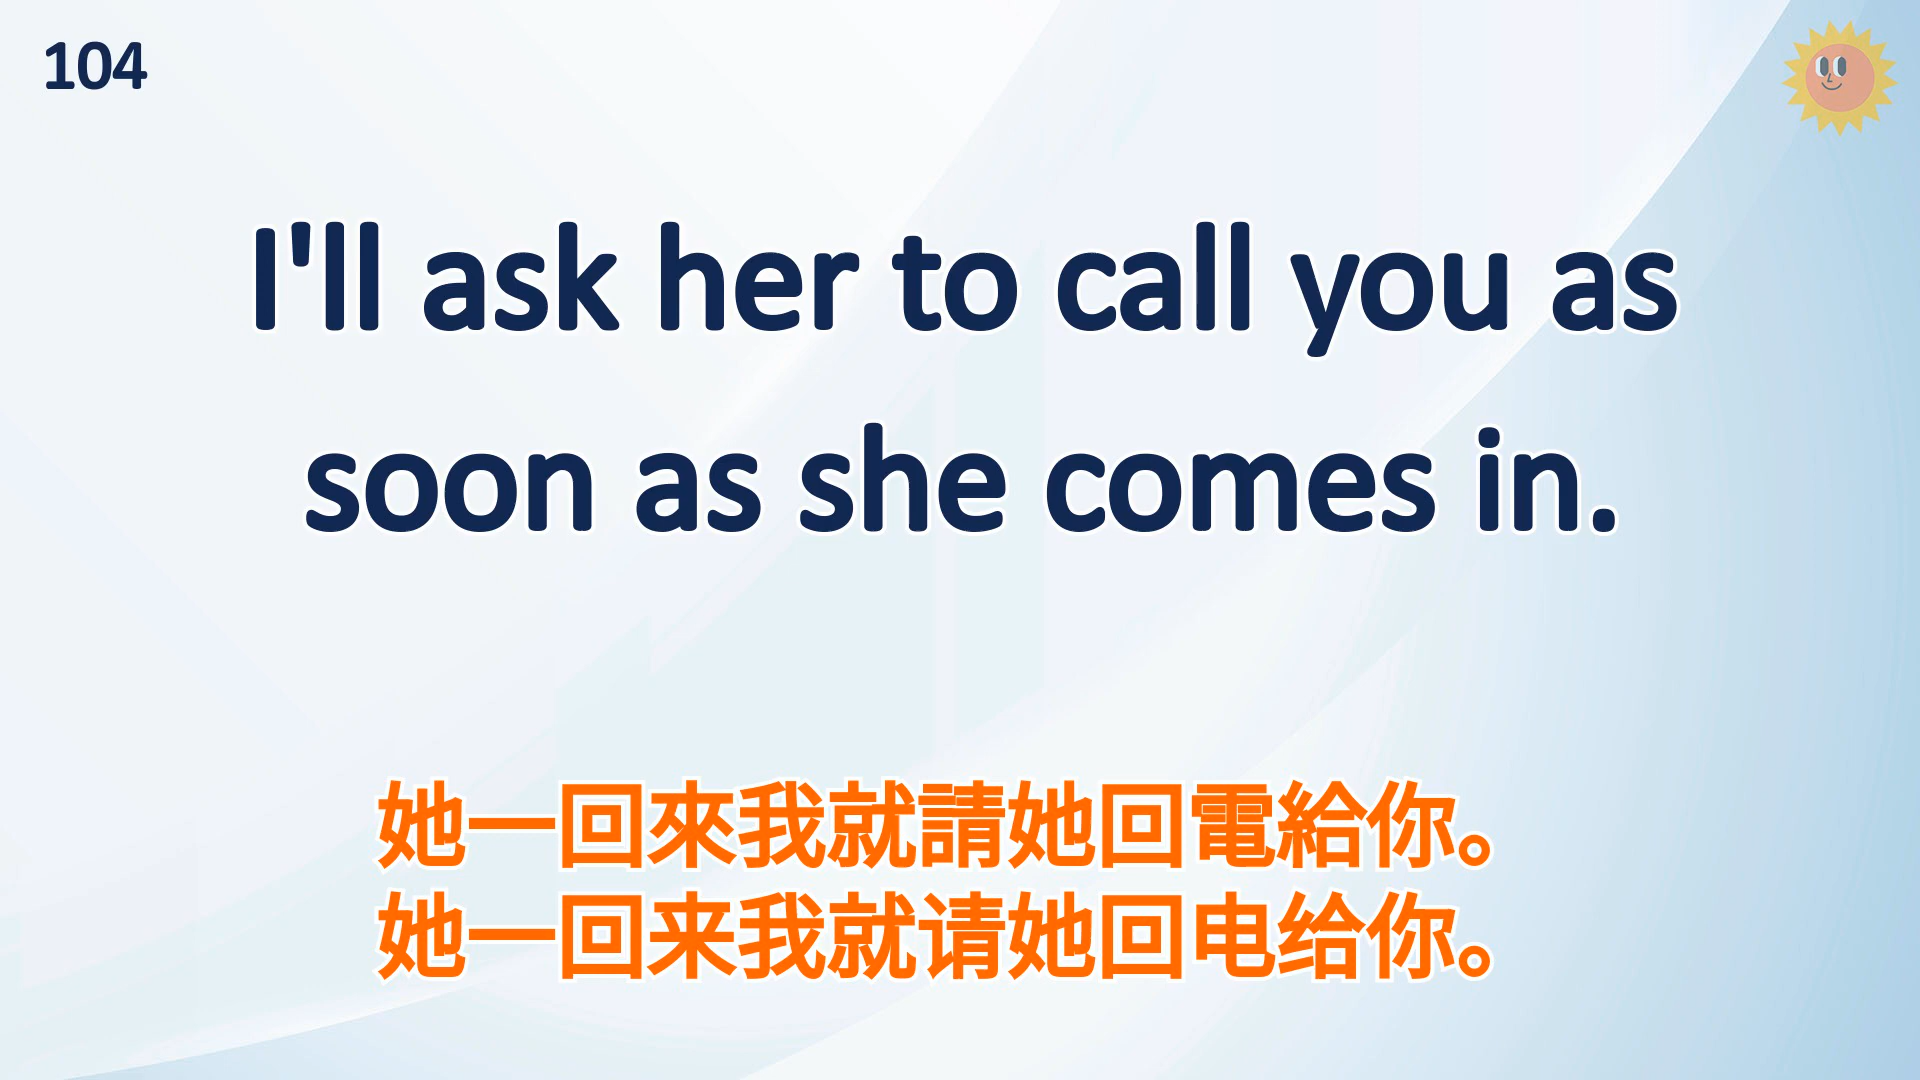 104
I'll ask her to call you as
soon as she comes in.
她一回來我就請她回電給你。
她一回来我就请她回电给你。